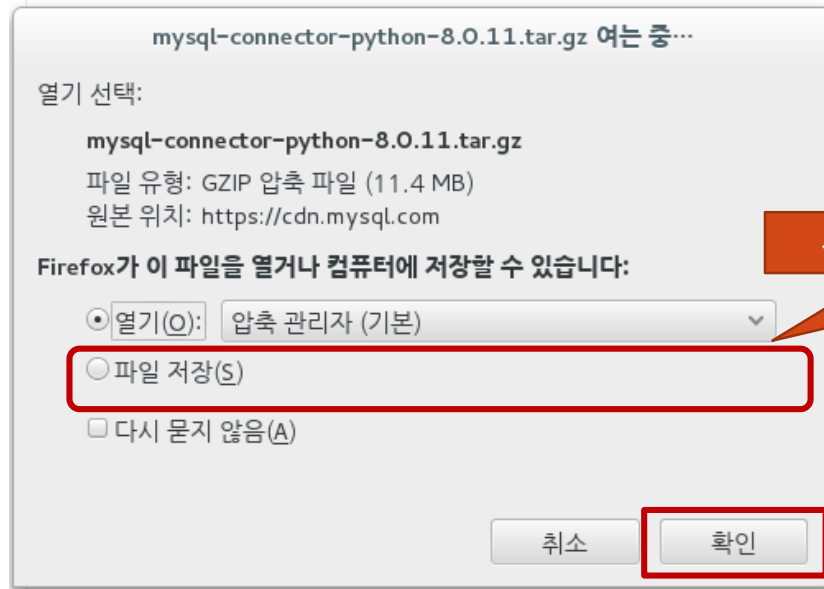 mysql-connector-python-8.0.11.tar.gz 여는 중…
열기 선택:
mysql-connector-python-8.0.11.tar.gz
파일 유형: GZIP 압축 파일 (11.4 MB)
원본 위치: https://cdn.mysql.com
Firefox가 이 파일을 열거나 컴퓨터에 저장할 수 있습니다:
열기(O): 압축 관리자 (기본)
파일 저장(S)
다시 묻지 않음(A)
취소 확인